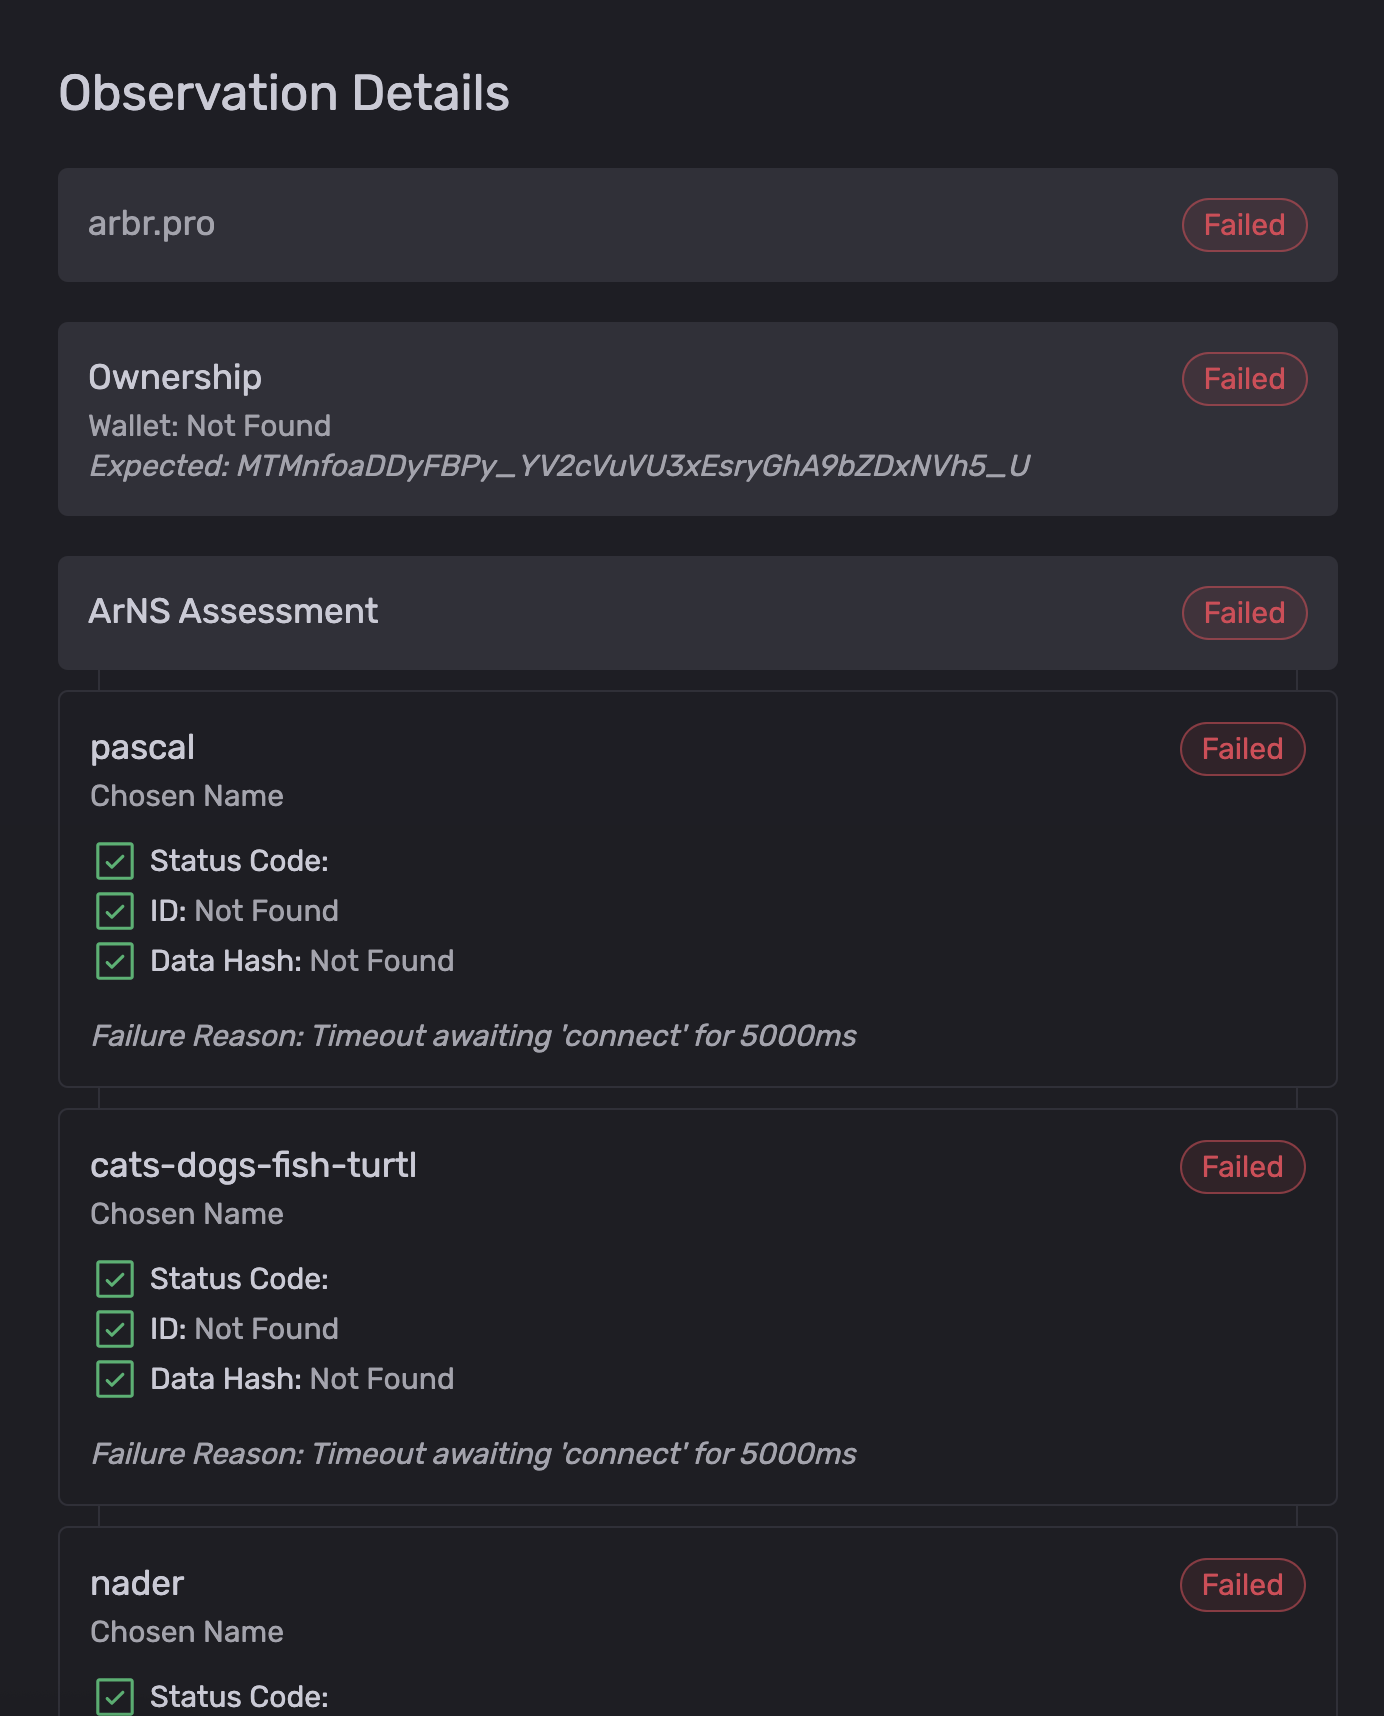 Observation Details
arbr.pro
Failed
Ownership
Failed
Wallet: Not Found
Expected: MTMnfoaDDyFBPy_YV2cVuVU3xEsryGhA9bZDxNVh5_U
ArNS Assessment
Failed
pascal
Failed
Chosen Name
Status Code:
ID: Not Found
Data Hash: Not Found
Failure Reason: Timeout awaiting 'connect' for 5000ms
cats-dogs-fish-turtl
Failed
Chosen Name
Status Code:
ID: Not Found
Data Hash: Not Found
Failure Reason: Timeout awaiting 'connect' for 5000ms
nader
Failed
Chosen Name
Status Code: